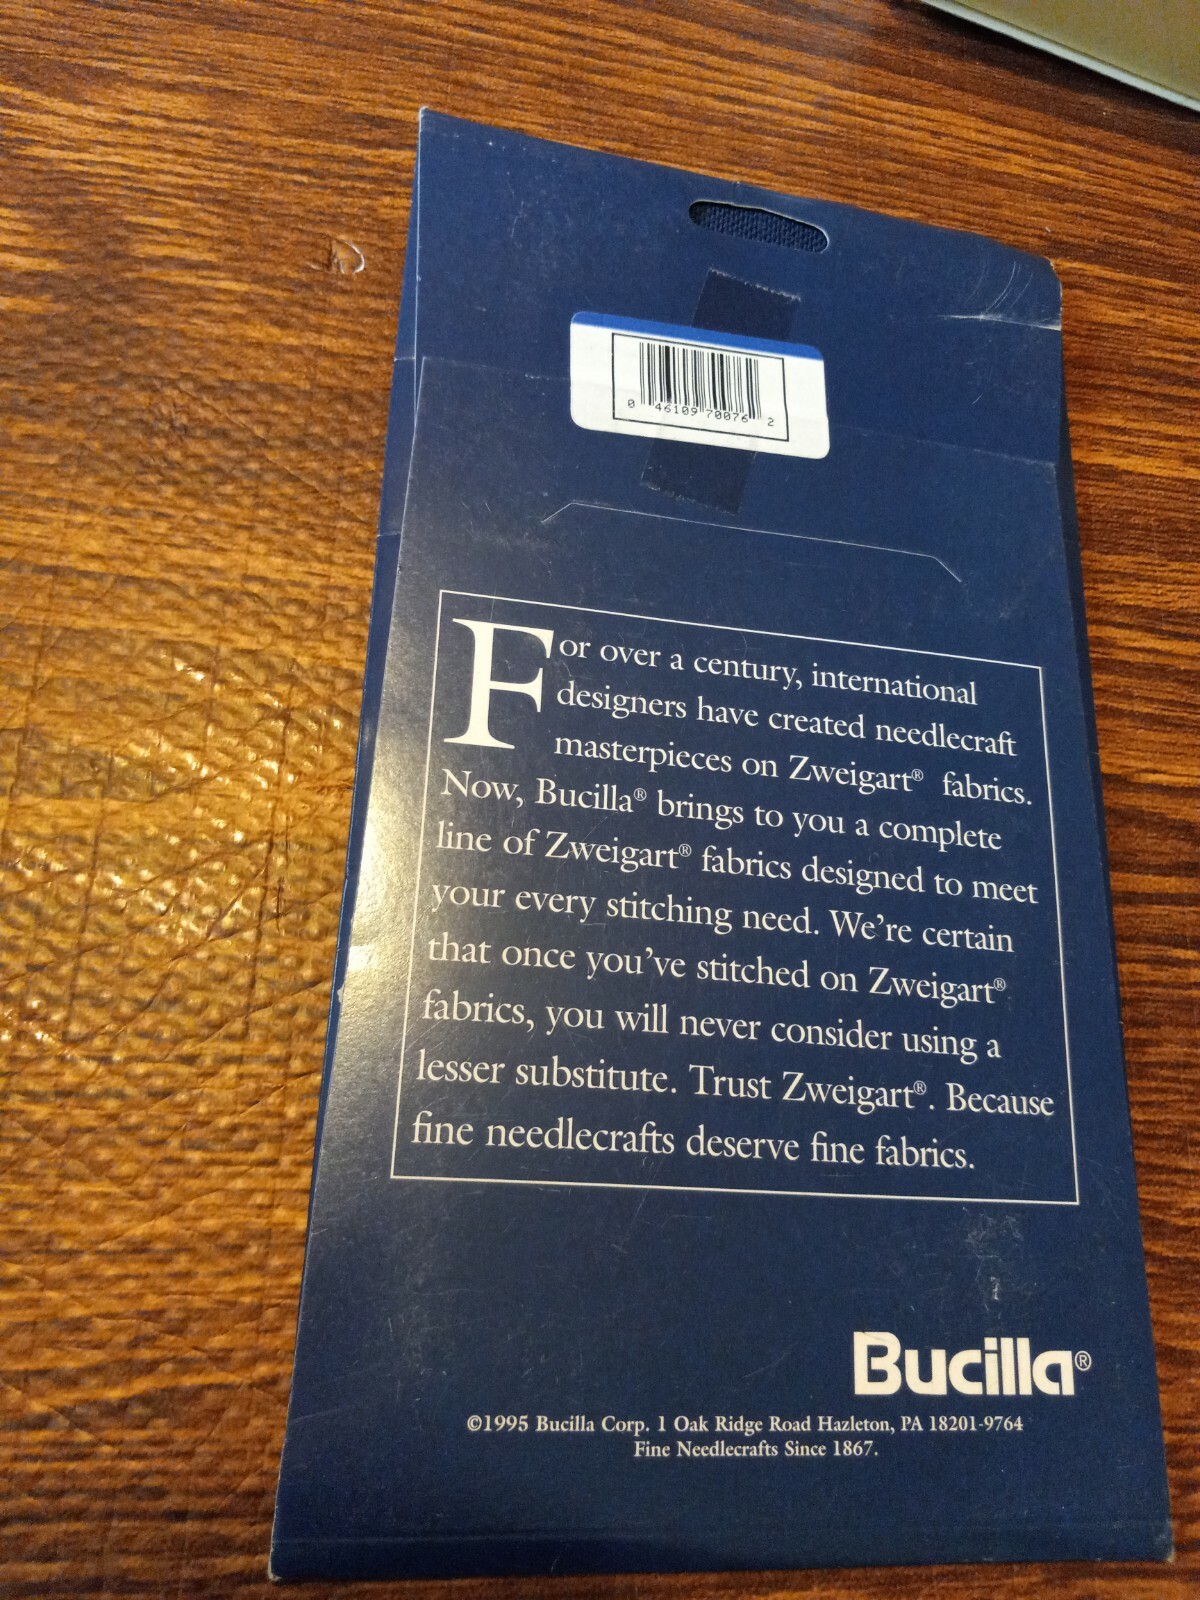 0 46109 70076 2
For over a century, international
designers have created needlecraft
masterpieces on Zweigart® fabrics.
Now, Bucilla® brings to you a complete
line of Zweigart® fabrics designed to meet
your every stitching need. We're certain
that once you've stitched on Zweigart®
fabrics, you will never consider using a
lesser substitute. Trust Zweigart®. Because
fine needlecrafts deserve fine fabrics.
Bucilla®
©1995 Bucilla Corp. 1 Oak Ridge Road Hazleton, PA 18201-9764
Fine Needlecrafts Since 1867.